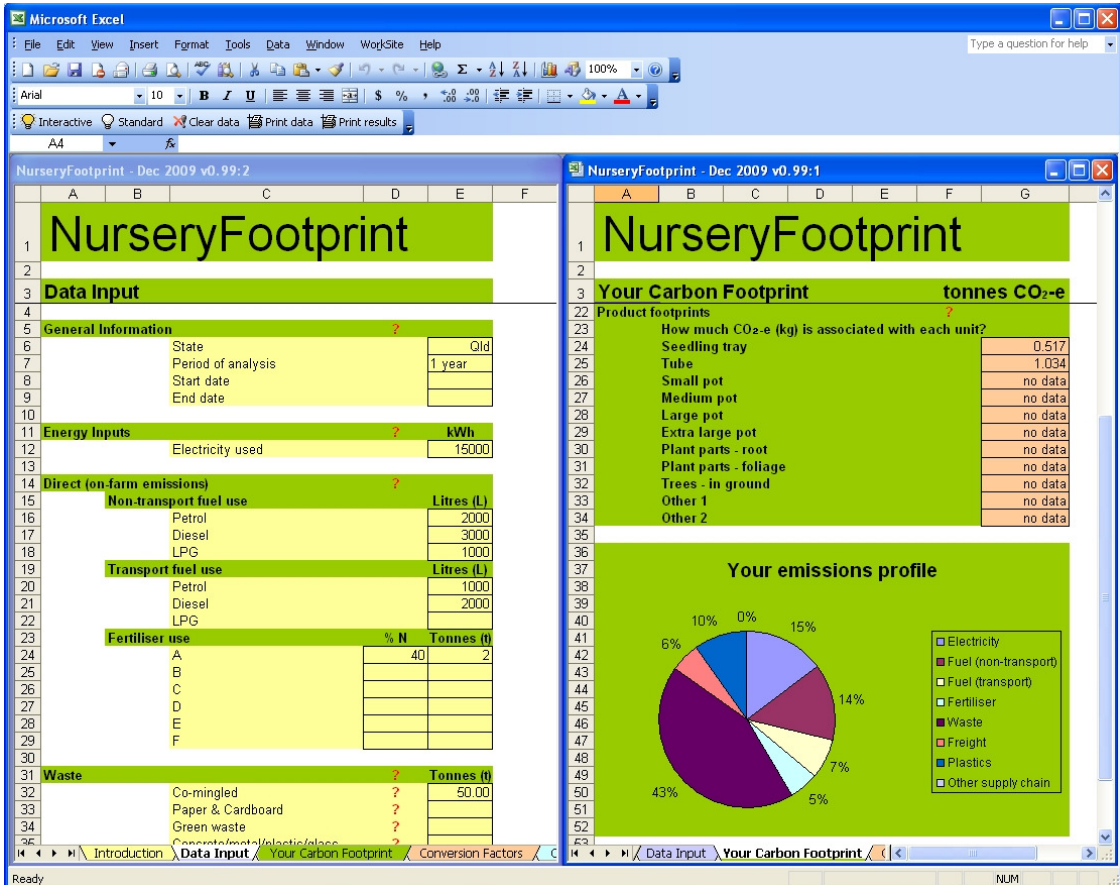 Microsoft Excel
File Edit View Insert Format Tools Data Window WorkSite Help Type a question for help
100%
Arial 10 B I U $ %
Interactive Standard Clear data Print data Print results
A4 fx
NurseryFootprint - Dec 2009 v0.99:2
A B C D E F
1 NurseryFootprint
2
3 Data Input
4
5 General Information ?
6 State Qld
7 Period of analysis 1 year
8 Start date
9 End date
10
11 Energy Inputs ? kWh
12 Electricity used 15000
13
14 Direct (on-farm emissions) ?
15 Non-transport fuel use Litres (L)
16 Petrol 2000
17 Diesel 3000
18 LPG 1000
19 Transport fuel use Litres (L)
20 Petrol 1000
21 Diesel 2000
22 LPG
23 Fertiliser use % N Tonnes (t)
24 A 40 2
25 B
26 C
27 D
28 E
29 F
30
31 Waste ? Tonnes (t)
32 Co-mingled ? 50.00
33 Paper & Cardboard ?
34 Green waste ?
35 Concrete/metal/plastic/glass ?
Introduction Data Input Your Carbon Footprint Conversion Factors C
NurseryFootprint - Dec 2009 v0.99:1
A B C D E F G
1 NurseryFootprint
2
3 Your Carbon Footprint tonnes CO₂-e
22 Product footprints ?
23 How much CO₂-e (kg) is associated with each unit?
24 Seedling tray 0.517
25 Tube 1.034
26 Small pot no data
27 Medium pot no data
28 Large pot no data
29 Extra large pot no data
30 Plant parts - root no data
31 Plant parts - foliage no data
32 Trees - in ground no data
33 Other 1 no data
34 Other 2 no data
35
36
37 Your emissions profile
38
39
40 10% 0% 15%
41 Electricity
42 6% Fuel (non-transport)
43 Fuel (transport)
44 Fertiliser
45 14% Waste
46 Freight
47 Plastics
48 Other supply chain
49 7%
50 43% 5%
51
52
53
Data Input Your Carbon Footprint
Ready NUM